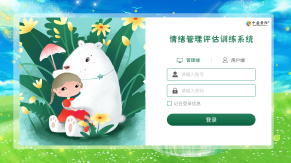 情绪管理评估训练系统
管理端 用户端
请输入账号
请输入密码
记住登录信息
登录